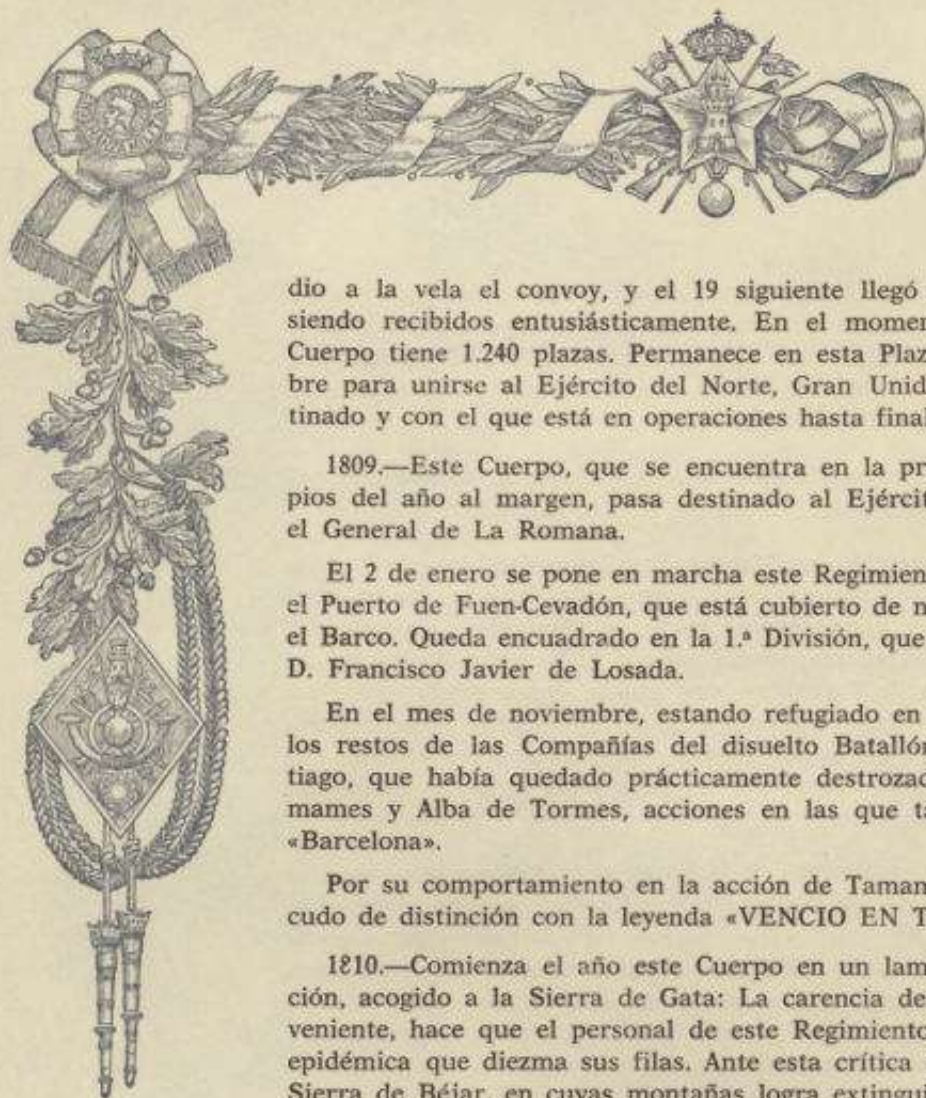 dio a la vela el convoy, y el 19 siguiente llegó
siendo recibidos entusiásticamente. En el momen
Cuerpo tiene 1.240 plazas. Permanece en esta Plaz
bre para unirse al Ejército del Norte, Gran Unid
tinado y con el que está en operaciones hasta final
1809.—Este Cuerpo, que se encuentra en la pr
pios del año al margen, pasa destinado al Ejércit
el General de La Romana.
El 2 de enero se pone en marcha este Regimien
el Puerto de Fuen-Cevadón, que está cubierto de n
el Barco. Queda encuadrado en la 1.ª División, que
D. Francisco Javier de Losada.
En el mes de noviembre, estando refugiado en
los restos de las Compañías del disuelto Batallón
tiago, que había quedado prácticamente destrozad
mames y Alba de Tormes, acciones en las que ta
«Barcelona».
Por su comportamiento en la acción de Taman
cudo de distinción con la leyenda «VENCIO EN T
1810.—Comienza el año este Cuerpo en un lam
ción, acogido a la Sierra de Gata: La carencia de
veniente, hace que el personal de este Regimiento
epidémica que diezma sus filas. Ante esta crítica
Sierra de Béjar, en cuyas montañas logra extingui